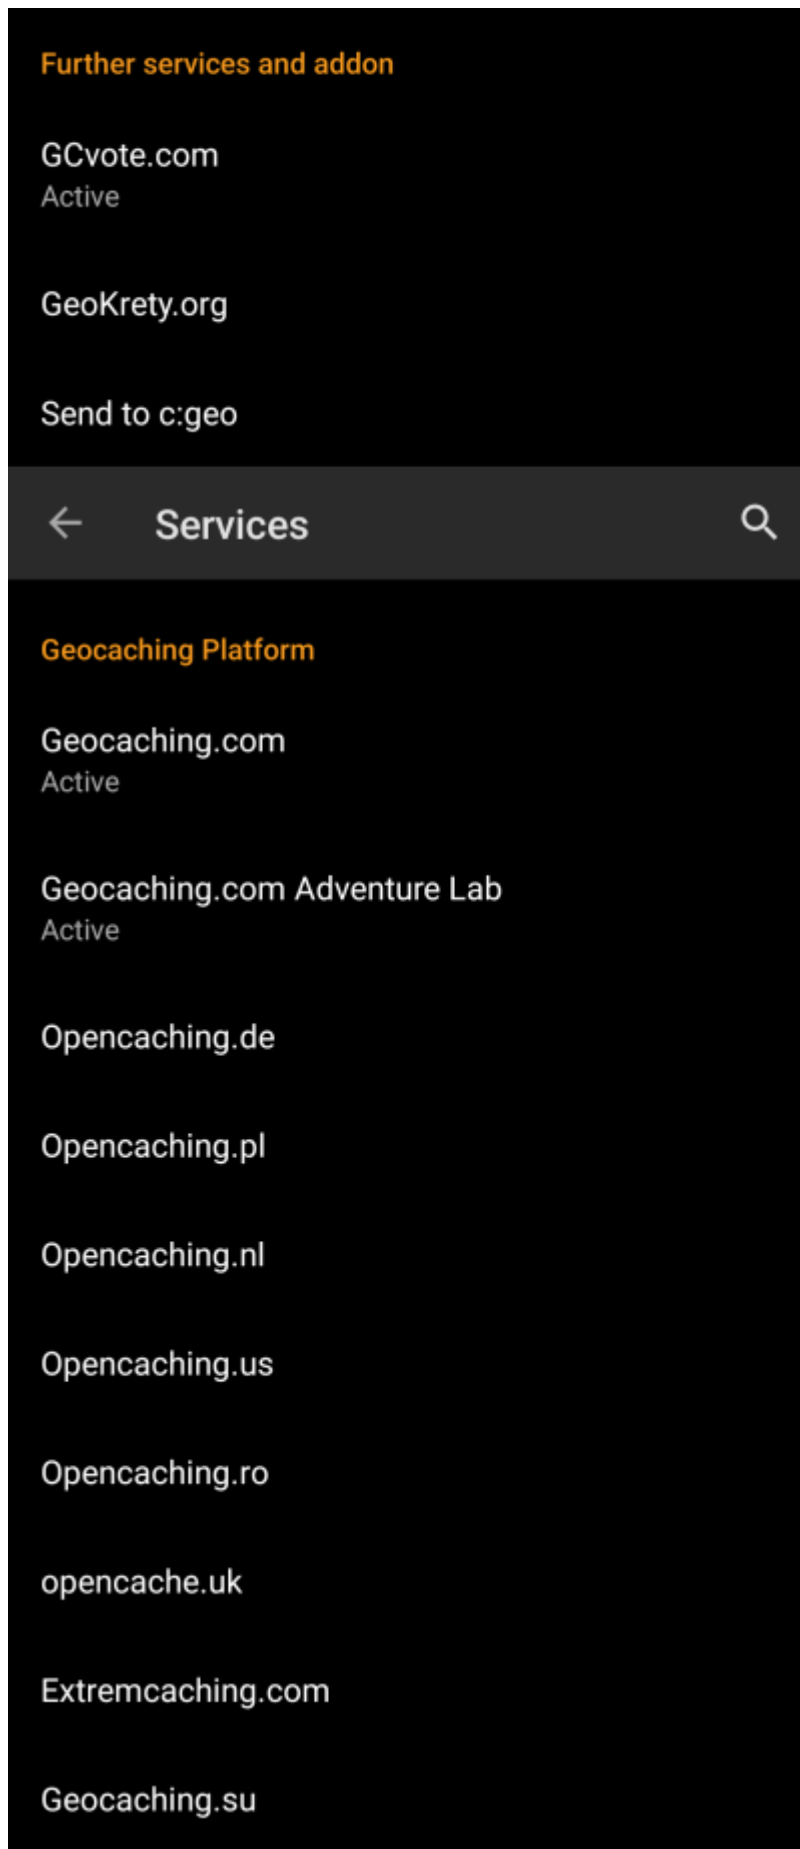 Further services and addon
GCvote.com
Active
GeoKrety.org
Send to c:geo
Services
Geocaching Platform
Geocaching.com
Active
Geocaching.com Adventure Lab
Active
Opencaching.de
Opencaching.pl
Opencaching.nl
Opencaching.us
Opencaching.ro
opencache.uk
Extremcaching.com
Geocaching.su